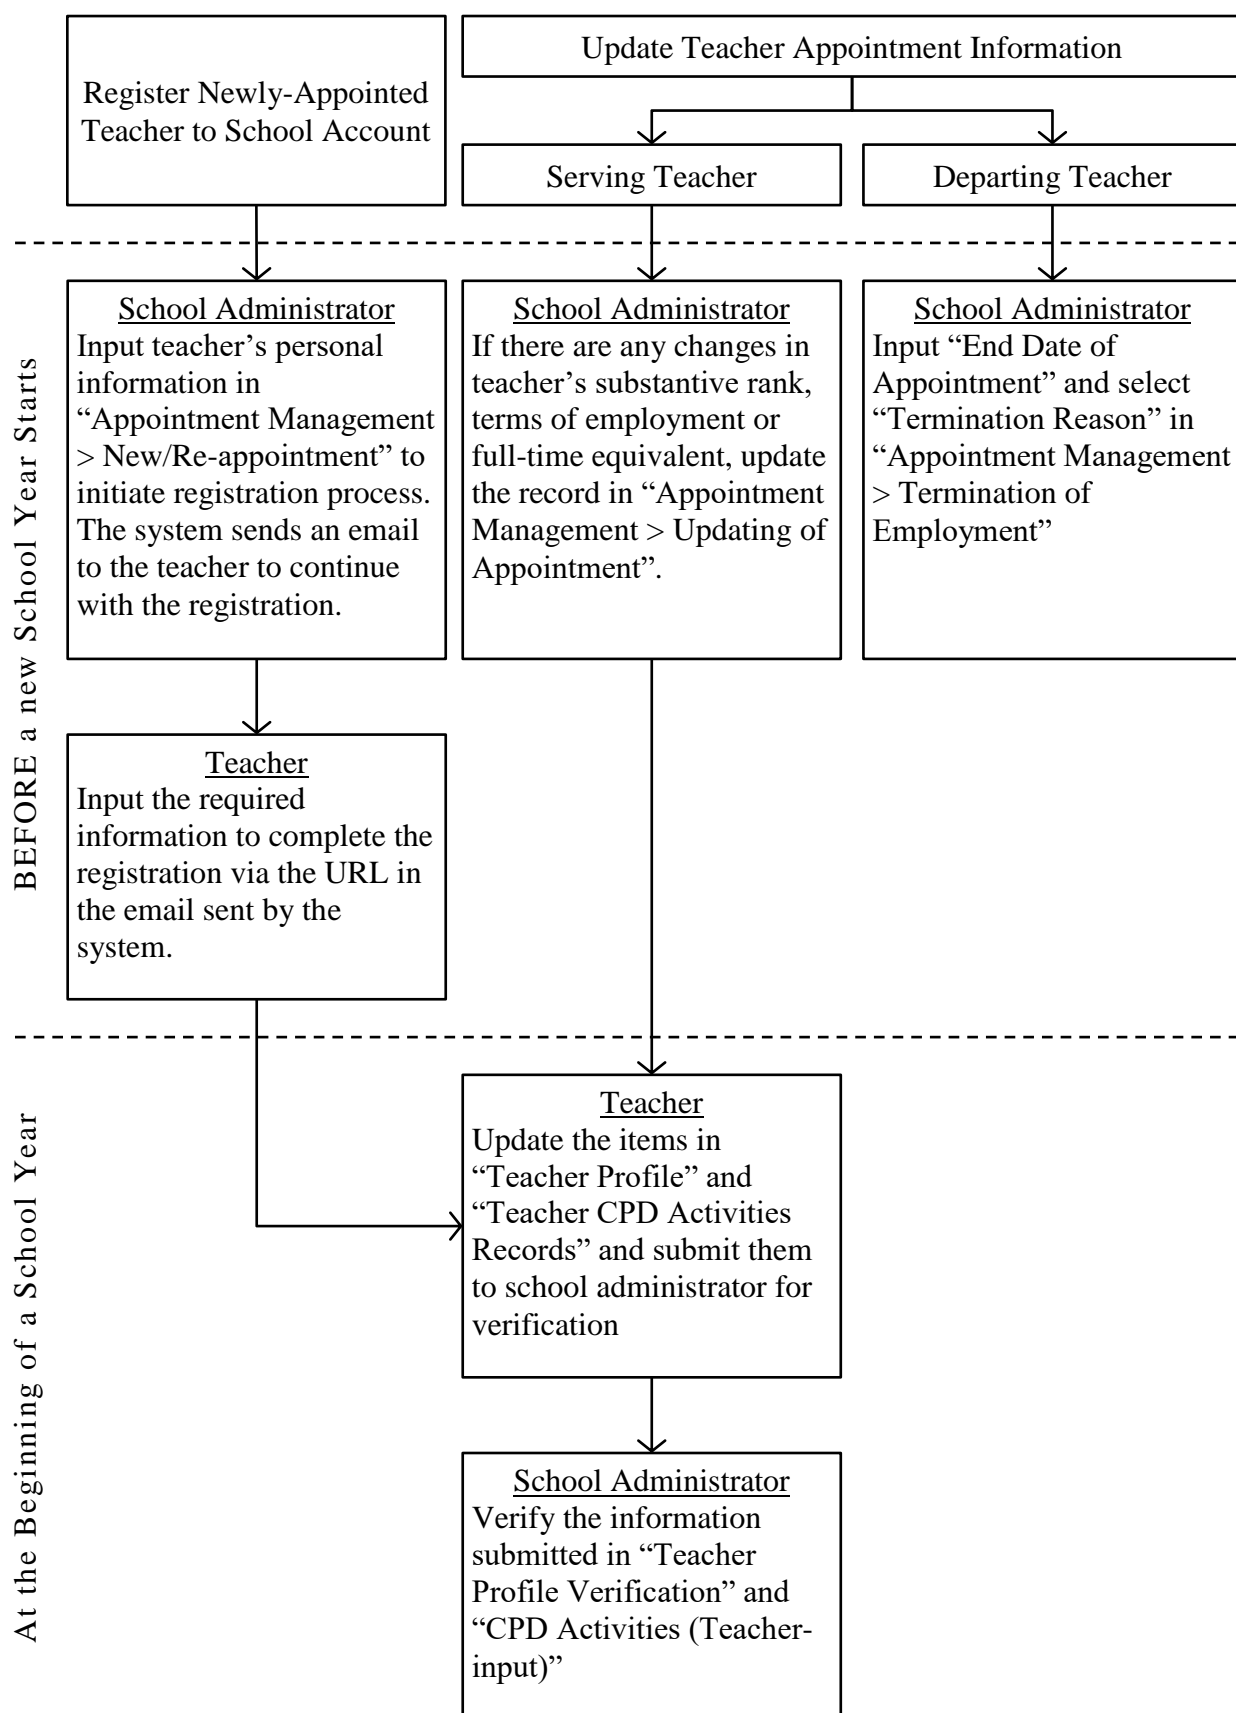 Register Newly-Appointed
Teacher to School Account
Update Teacher Appointment Information
Serving Teacher
Departing Teacher
BEFORE a new School Year Starts
School Administrator
Input teacher’s personal
information in
“Appointment Management
> New/Re-appointment” to
initiate registration process.
The system sends an email
to the teacher to continue
with the registration.
School Administrator
If there are any changes in
teacher’s substantive rank,
terms of employment or
full-time equivalent, update
the record in “Appointment
Management > Updating of
Appointment”.
School Administrator
Input “End Date of
Appointment” and select
“Termination Reason” in
“Appointment Management
> Termination of
Employment”
Teacher
Input the required
information to complete the
registration via the URL in
the email sent by the
system.
At the Beginning of a School Year
Teacher
Update the items in
“Teacher Profile” and
“Teacher CPD Activities
Records” and submit them
to school administrator for
verification
School Administrator
Verify the information
submitted in “Teacher
Profile Verification” and
“CPD Activities (Teacher-
input)”